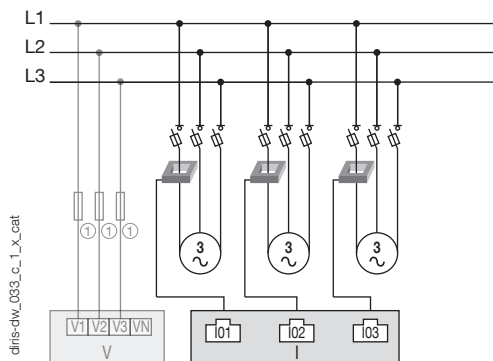 L1
L2
L3
① ① ①
3 3 3
∼ ∼ ∼
V1 V2 V3 VN
I01 I02 I03
V I
diris-dw_033_c_1_x_cat